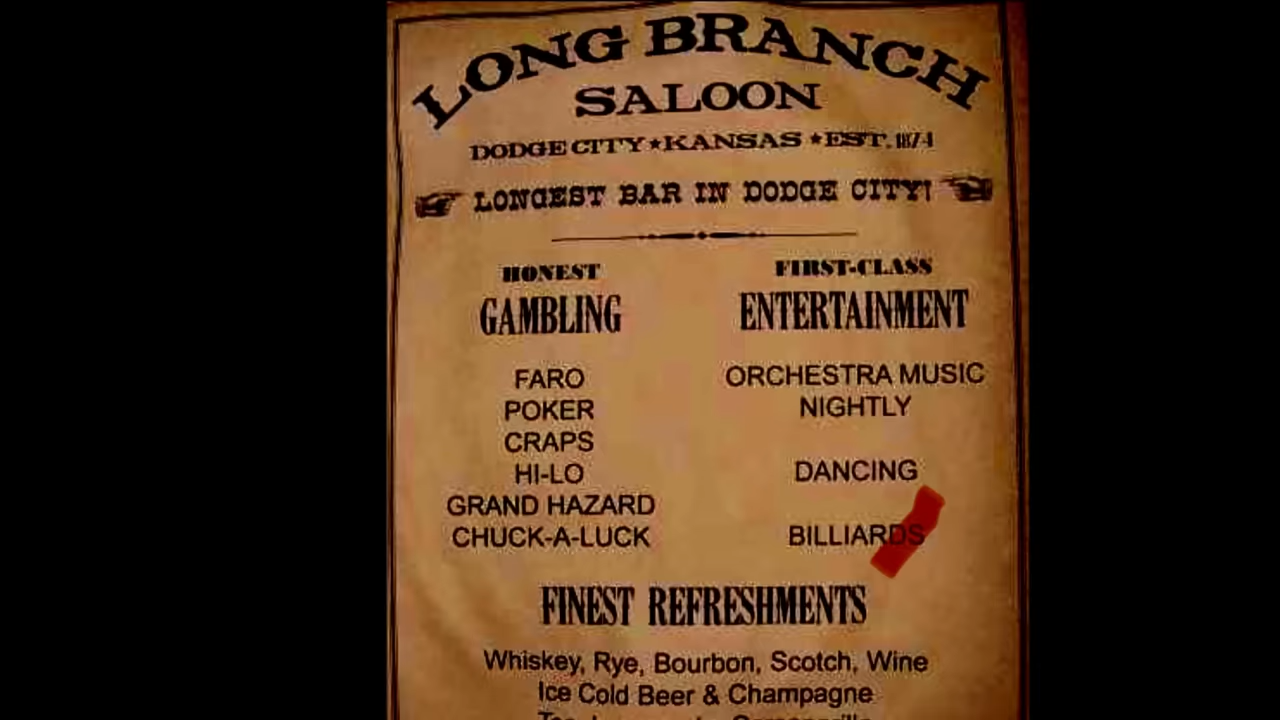 LONG BRANCH
SALOON
DODGE CITY ★ KANSAS ★ EST. 1874
LONGEST BAR IN DODGE CITY!
HONEST
GAMBLING
FARO
POKER
CRAPS
HI-LO
GRAND HAZARD
CHUCK-A-LUCK
FIRST-CLASS
ENTERTAINMENT
ORCHESTRA MUSIC
NIGHTLY
DANCING
BILLIARDS
FINEST REFRESHMENTS
Whiskey, Rye, Bourbon, Scotch, Wine
Ice Cold Beer & Champagne